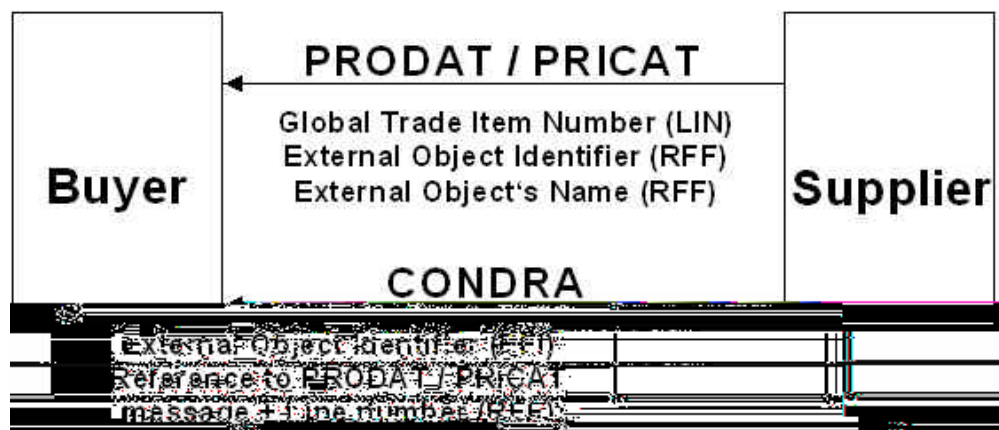 PRODAT / PRICAT
Global Trade Item Number (LIN)
External Object Identifier (RFF)
External Object's Name (RFF)
Buyer
Supplier
CONDRA
External Object Identifier
Reference to PRODAT / PRICAT
message + Line number (RFF)